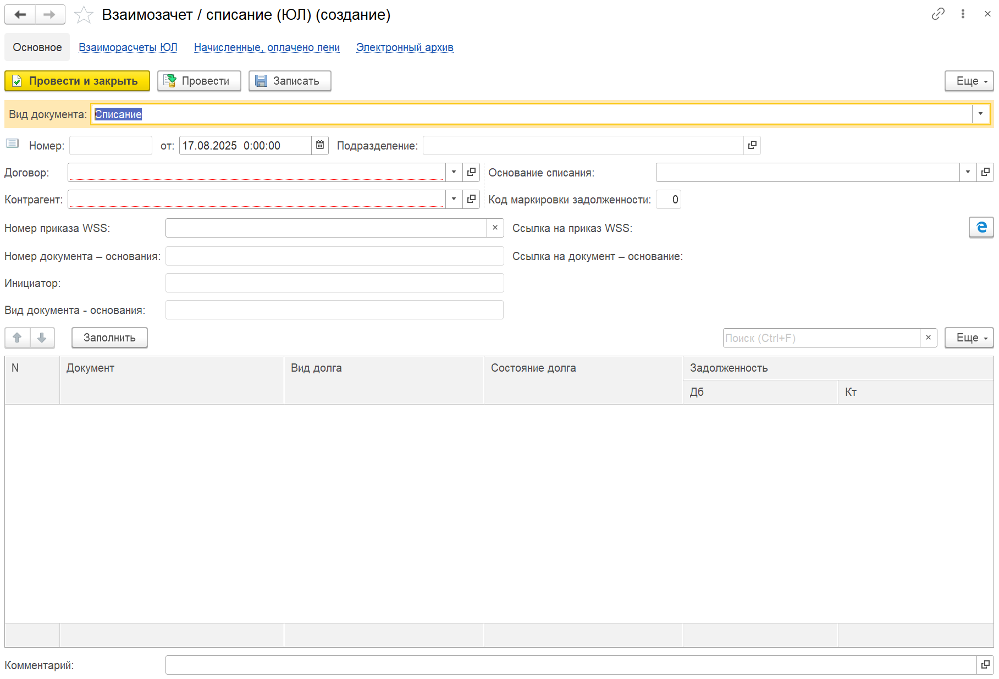 Взаимозачет / списание (ЮЛ) (создание)
Основное Взаиморасчеты ЮЛ Начисленные, оплачено пени Электронный архив
Провести и закрыть Провести Записать Еще
Вид документа: Списание
Номер: от: 17.08.2025 0:00:00 Подразделение:
Договор: Основание списания:
Контрагент: Код маркировки задолженности: 0
Номер приказа WSS: Ссылка на приказ WSS:
Номер документа – основания: Ссылка на документ – основание:
Инициатор:
Вид документа - основания:
Заполнить Поиск (Ctrl+F) Еще
N Документ Вид долга Состояние долга Задолженность
Дб Кт
Комментарий: